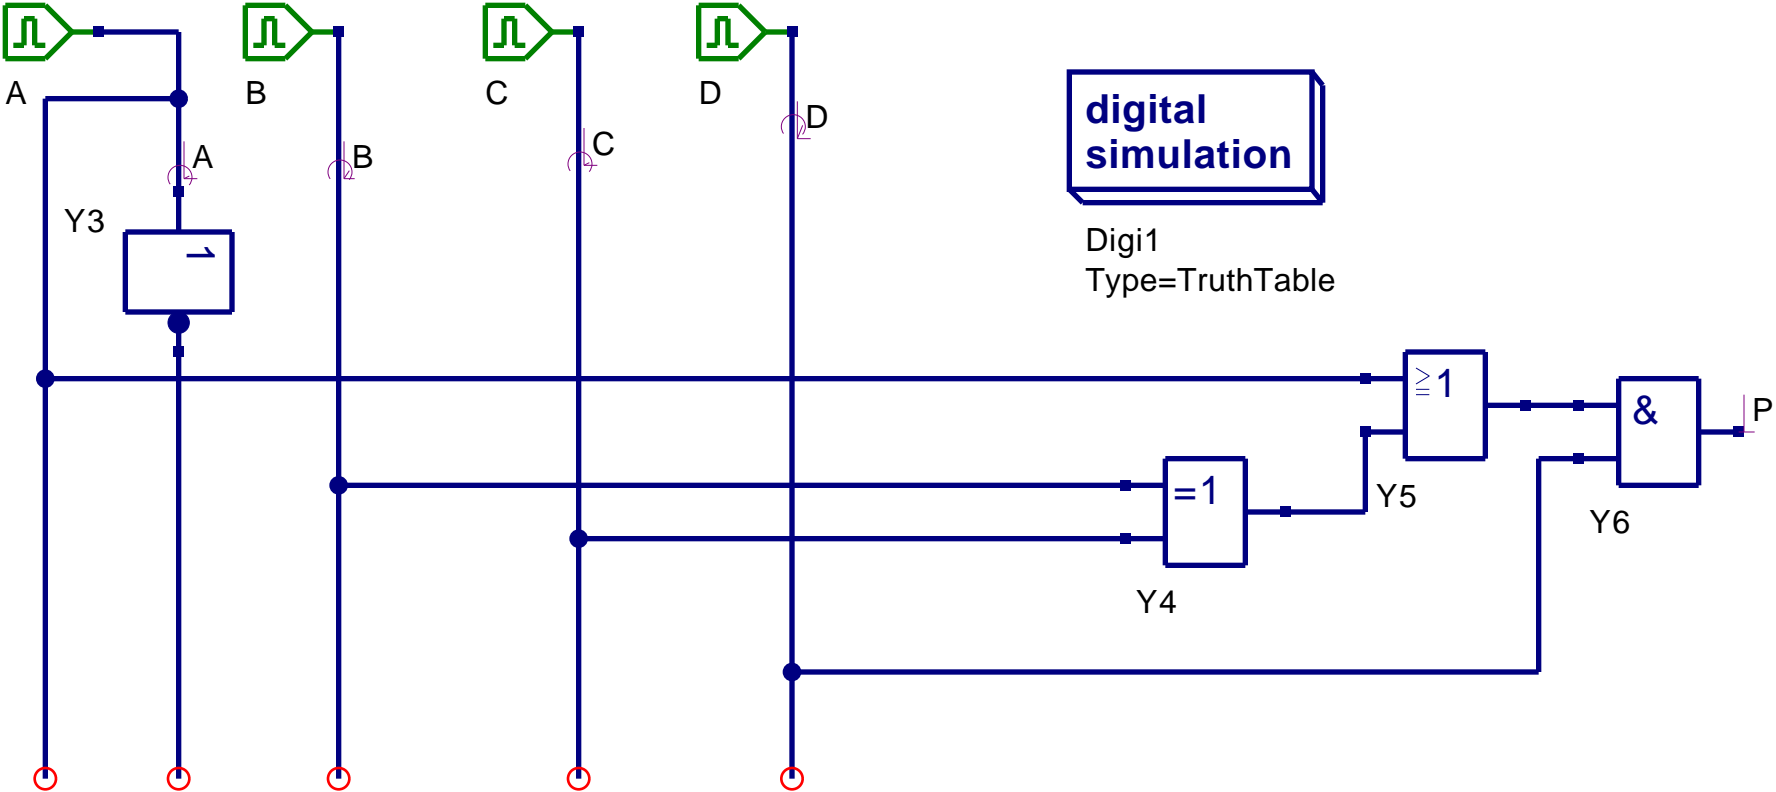 A
B
C
D
A
B
C
D
digital
simulation
Digi1
Type=TruthTable
Y3
1
≧1
Y5
=1
Y4
&
Y6
P